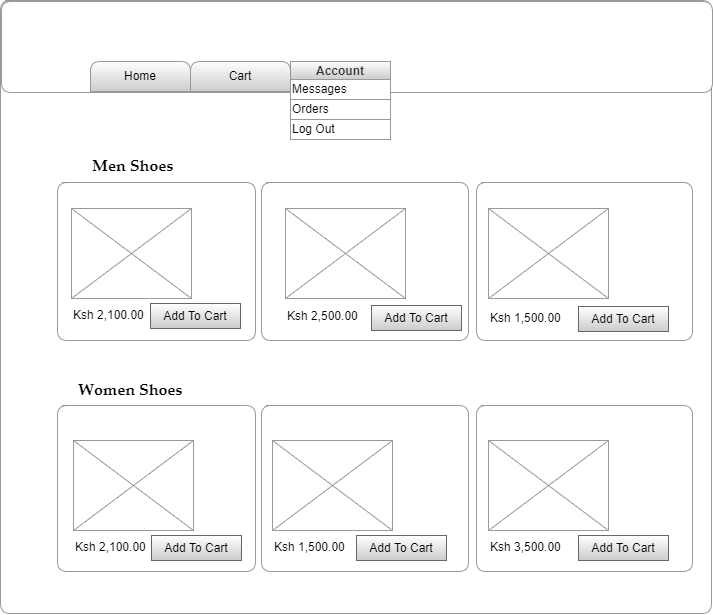 Home Cart Account
Messages
Orders
Log Out
Men Shoes
Ksh 2,100.00 Add To Cart Ksh 2,500.00 Add To Cart Ksh 1,500.00 Add To Cart
Women Shoes
Ksh 2,100.00 Add To Cart Ksh 1,500.00 Add To Cart Ksh 3,500.00 Add To Cart